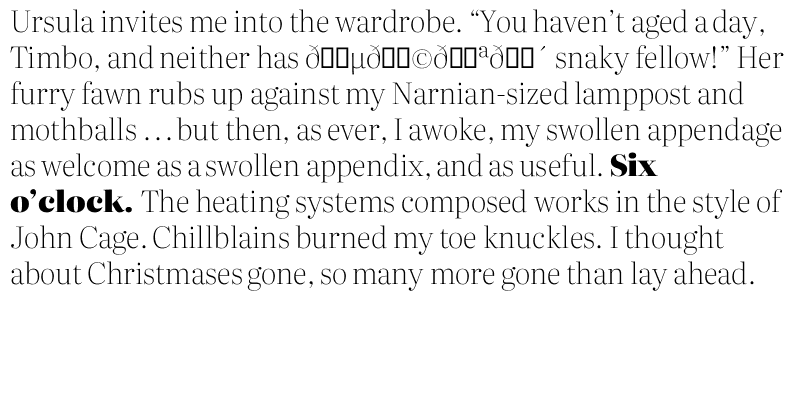 Ursula invites me into the wardrobe. “You haven’t aged a day,
Timbo, and neither has snaky fellow!” Her
furry fawn rubs up against my Narnian-sized lamppost and
mothballs … but then, as ever, I awoke, my swollen appendage
as welcome as a swollen appendix, and as useful. Six
o’clock. The heating systems composed works in the style of
John Cage. Chillblains burned my toe knuckles. I thought
about Christmases gone, so many more gone than lay ahead.